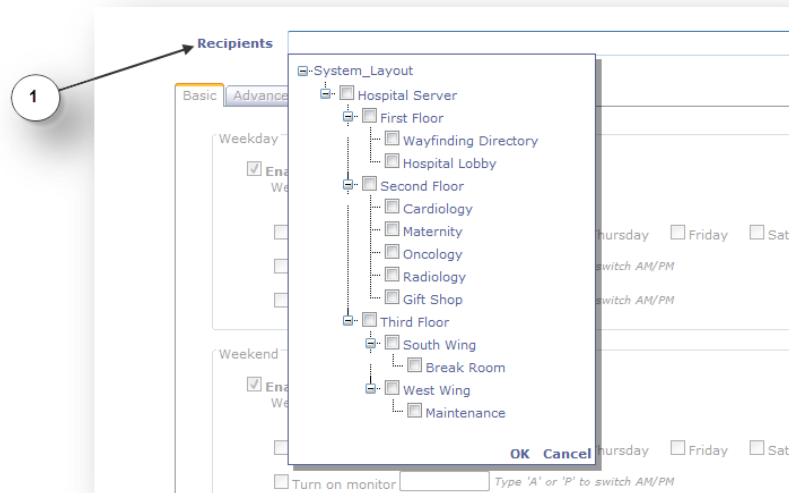 Recipients
1
System_Layout
Hospital Server
Basic Advance
First Floor
Weekday
Wayfinding Directory
Hospital Lobby
Ena
We
Second Floor
Cardiology
Maternity
hursday Friday Sat
Oncology
switch AM/PM
Radiology
Gift Shop
switch AM/PM
Third Floor
South Wing
Weekend
Break Room
Ena
West Wing
We
Maintenance
OK Cancel
hursday Friday Sat
Turn on monitor Type 'A' or 'P' to switch AM/PM